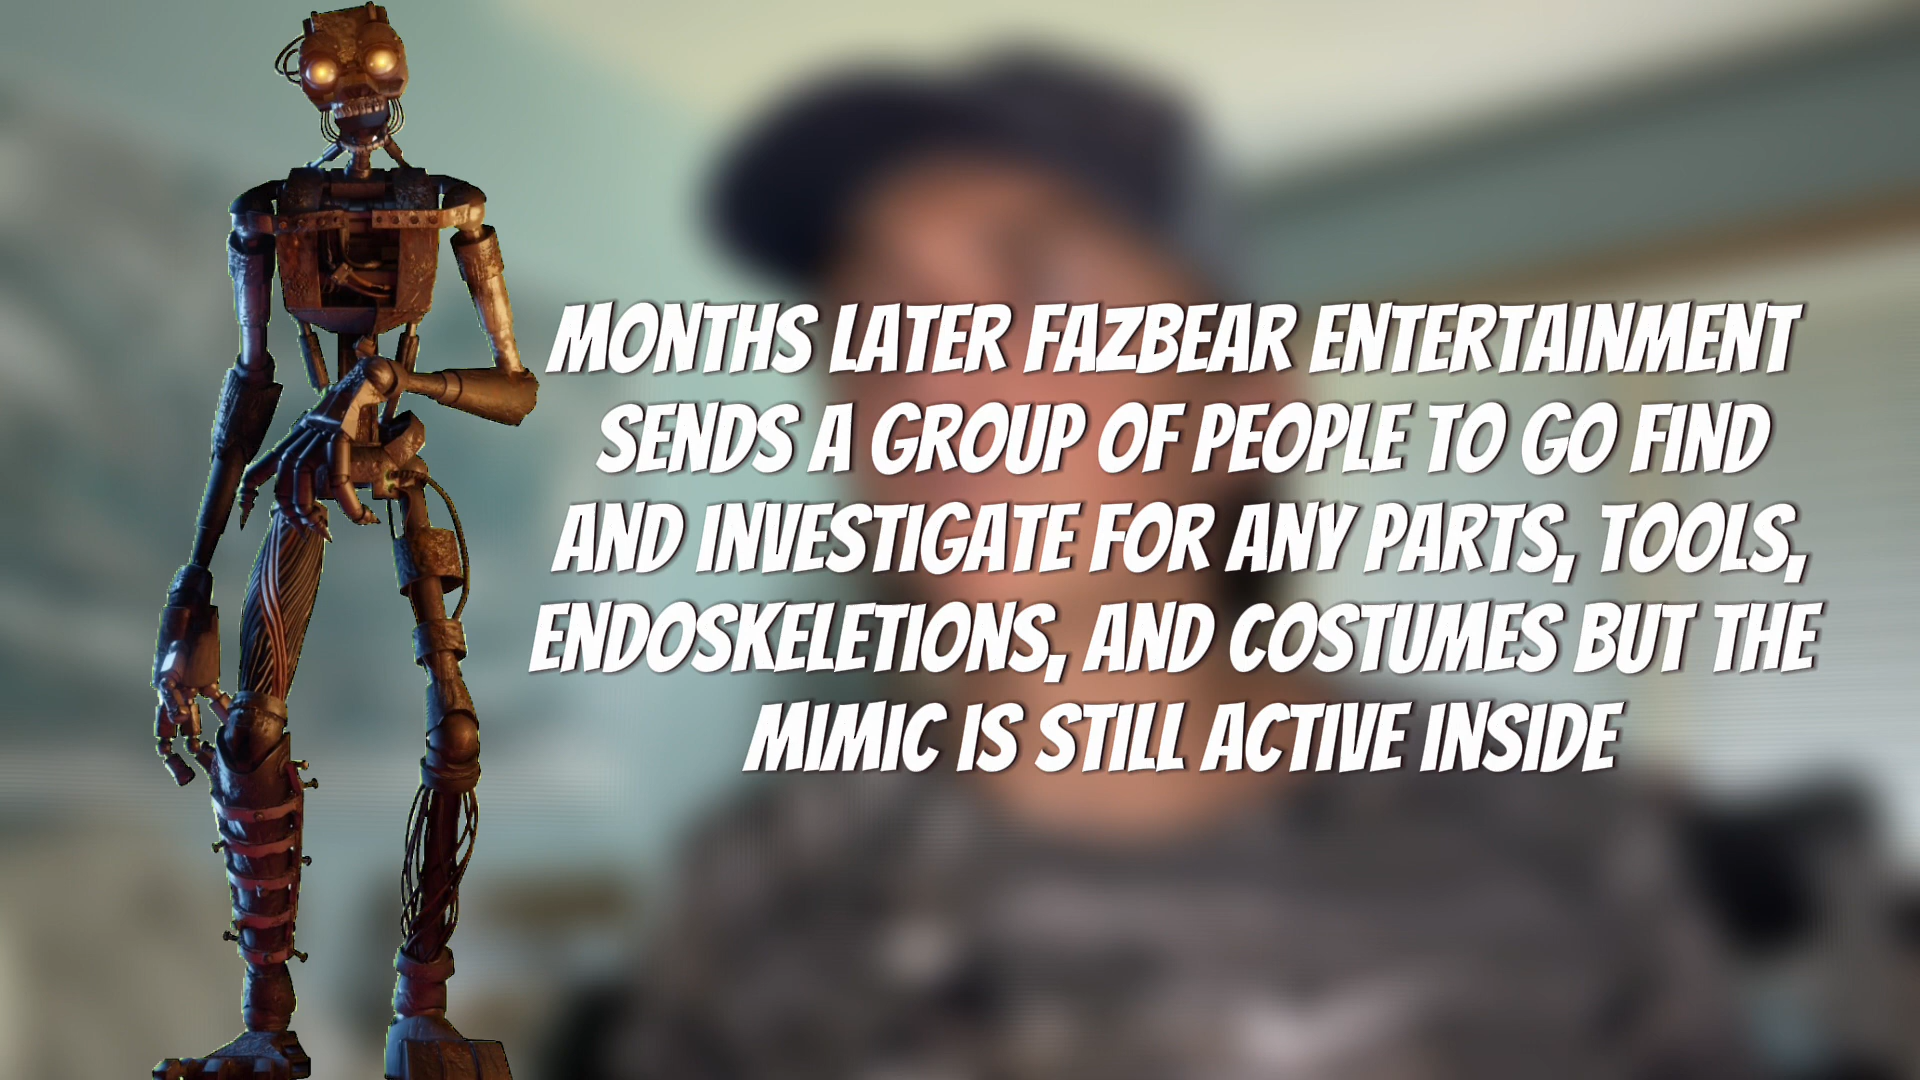 MONTHS LATER FAZBEAR ENTERTAINMENT
SENDS A GROUP OF PEOPLE TO GO FIND
AND INVESTIGATE FOR ANY PARTS, TOOLS,
ENDOSKELETIONS, AND COSTUMES BUT THE
MIMIC IS STILL ACTIVE INSIDE